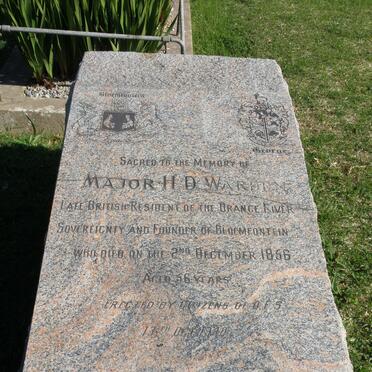 Bloemfontein
George
Sacred to the Memory of
Major H. D. Warden
Late British Resident of the Orange River
Sovereignty and Founder of Bloemfontein
who died on the 2nd December 1856
Aged 56 years
Erected by citizens of O.F.S.